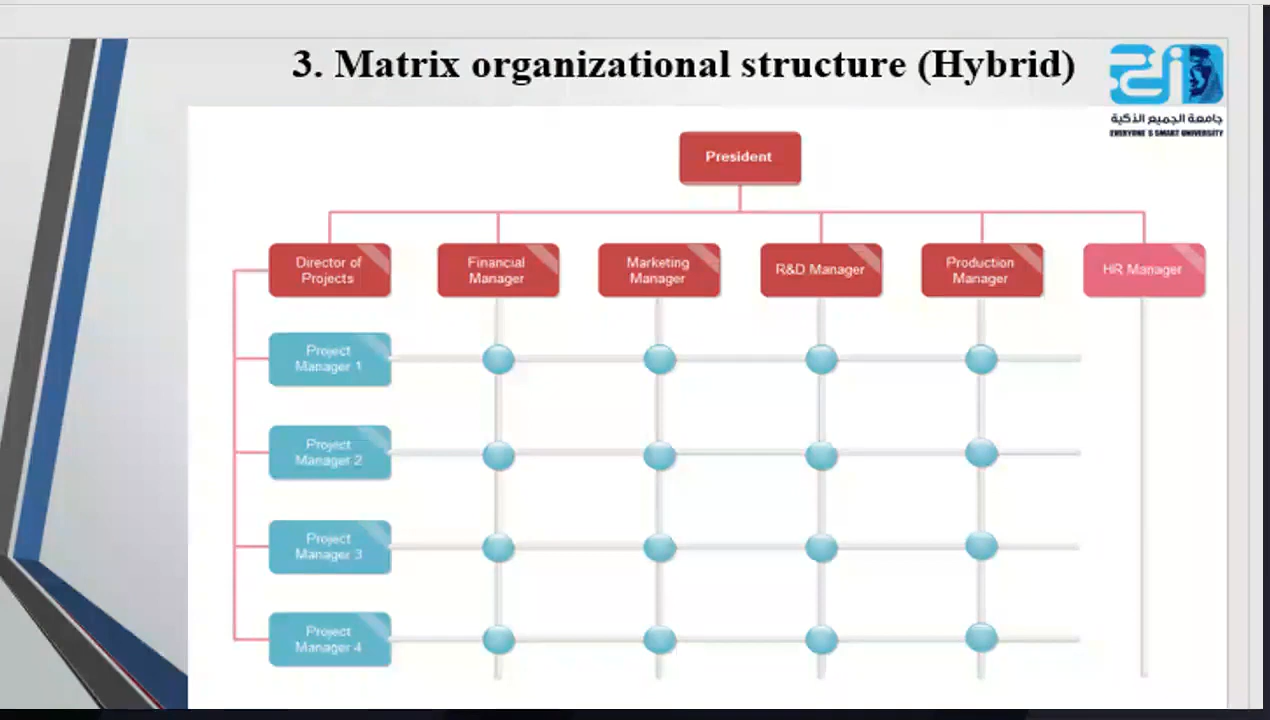 3. Matrix organizational structure (Hybrid)
جامعة الجميع الذكية
EVERYONE'S SMART UNIVERSITY
President
Director of
Projects
Financial
Manager
Marketing
Manager
R&D Manager
Production
Manager
HR Manager
Project
Manager 1
Project
Manager 2
Project
Manager 3
Project
Manager 4